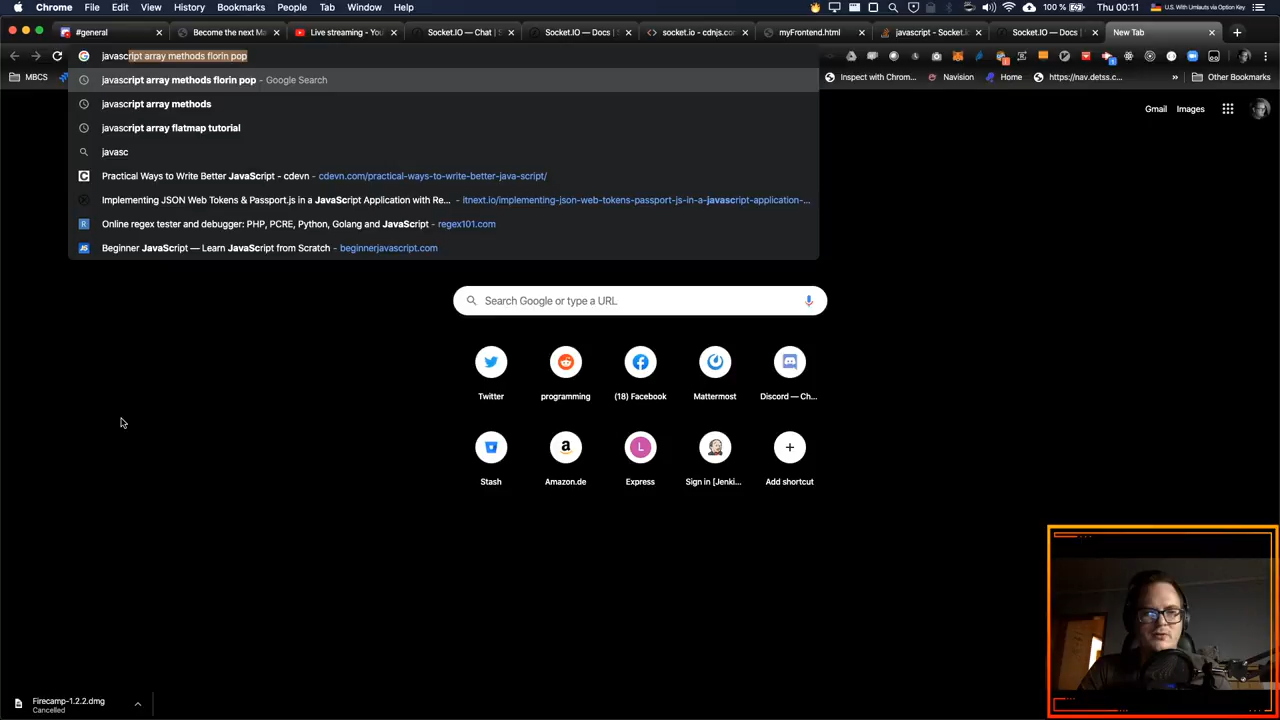 Chrome File Edit View History Bookmarks People Tab Window Help 100 % Thu 00:11 U.S. With Umlauts via Option Key
#general
Become the next Ma
Live streaming - You
Socket.IO — Chat | S
Socket.IO — Docs | S
socket.io - cdnjs.co
myFrontend.html
javascript - Socket.i
Socket.IO — Docs | S
New Tab
javascript array methods florin pop
MBCS
Inspect with Chrom...
Navision
Home
https://nav.detss.c...
»
Other Bookmarks
javascript array methods florin pop - Google Search
javascript array methods
javascript array flatmap tutorial
javasc
Practical Ways to Write Better JavaScript - cdevn - cdevn.com/practical-ways-to-write-better-java-script/
Implementing JSON Web Tokens & Passport.js in a JavaScript Application with Re... - itnext.io/implementing-json-web-tokens-passport-js-in-a-javascript-application-...
Online regex tester and debugger: PHP, PCRE, Python, Golang and JavaScript - regex101.com
Beginner JavaScript — Learn JavaScript from Scratch - beginnerjavascript.com
Gmail Images
Search Google or type a URL
Twitter
programming
(18) Facebook
Mattermost
Discord — Ch...
Stash
Amazon.de
L
Express
Sign in [Jenki...
Add shortcut
Firecamp-1.2.2.dmg
Cancelled